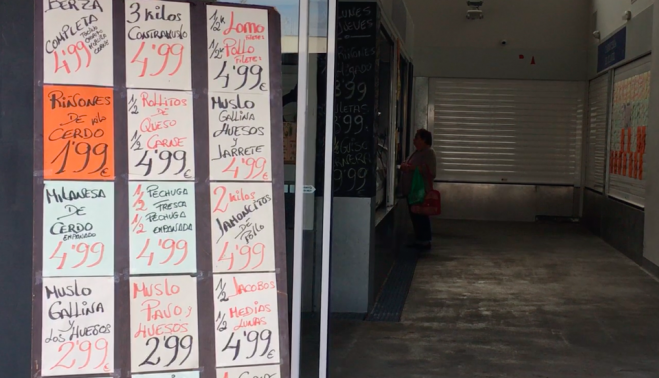 BERZA
COMPLETA
4'99
3 KILOS
CONTRAMUSLO
4'99
1/2 K LOMO
1/2 K POLLO
FILETES
4'99€
RIÑONES
DE
CERDO
1'99
1/2 ROLLITOS
DE
QUESO
1/2 CARNE
4'99
MUSLO
GALLINA
HUESOS
Y
JARRETE
4'99
MILANESA
DE
CERDO
EMPANADO
4'99
1/2 PECHUGA
FRESCA
1/2 PECHUGA
EMPANADA
4'99
2 KILOS
JAMONCITOS
DE
POLLO
4'99
MUSLO
GALLINA
Y
DOS HUESOS
2'99€
MUSLO
PAVO Y
HUESOS
2'99
1/2 JACOBOS
1/2 MEDIAS
LUNAS
4'99€
LUNES
JUEVES